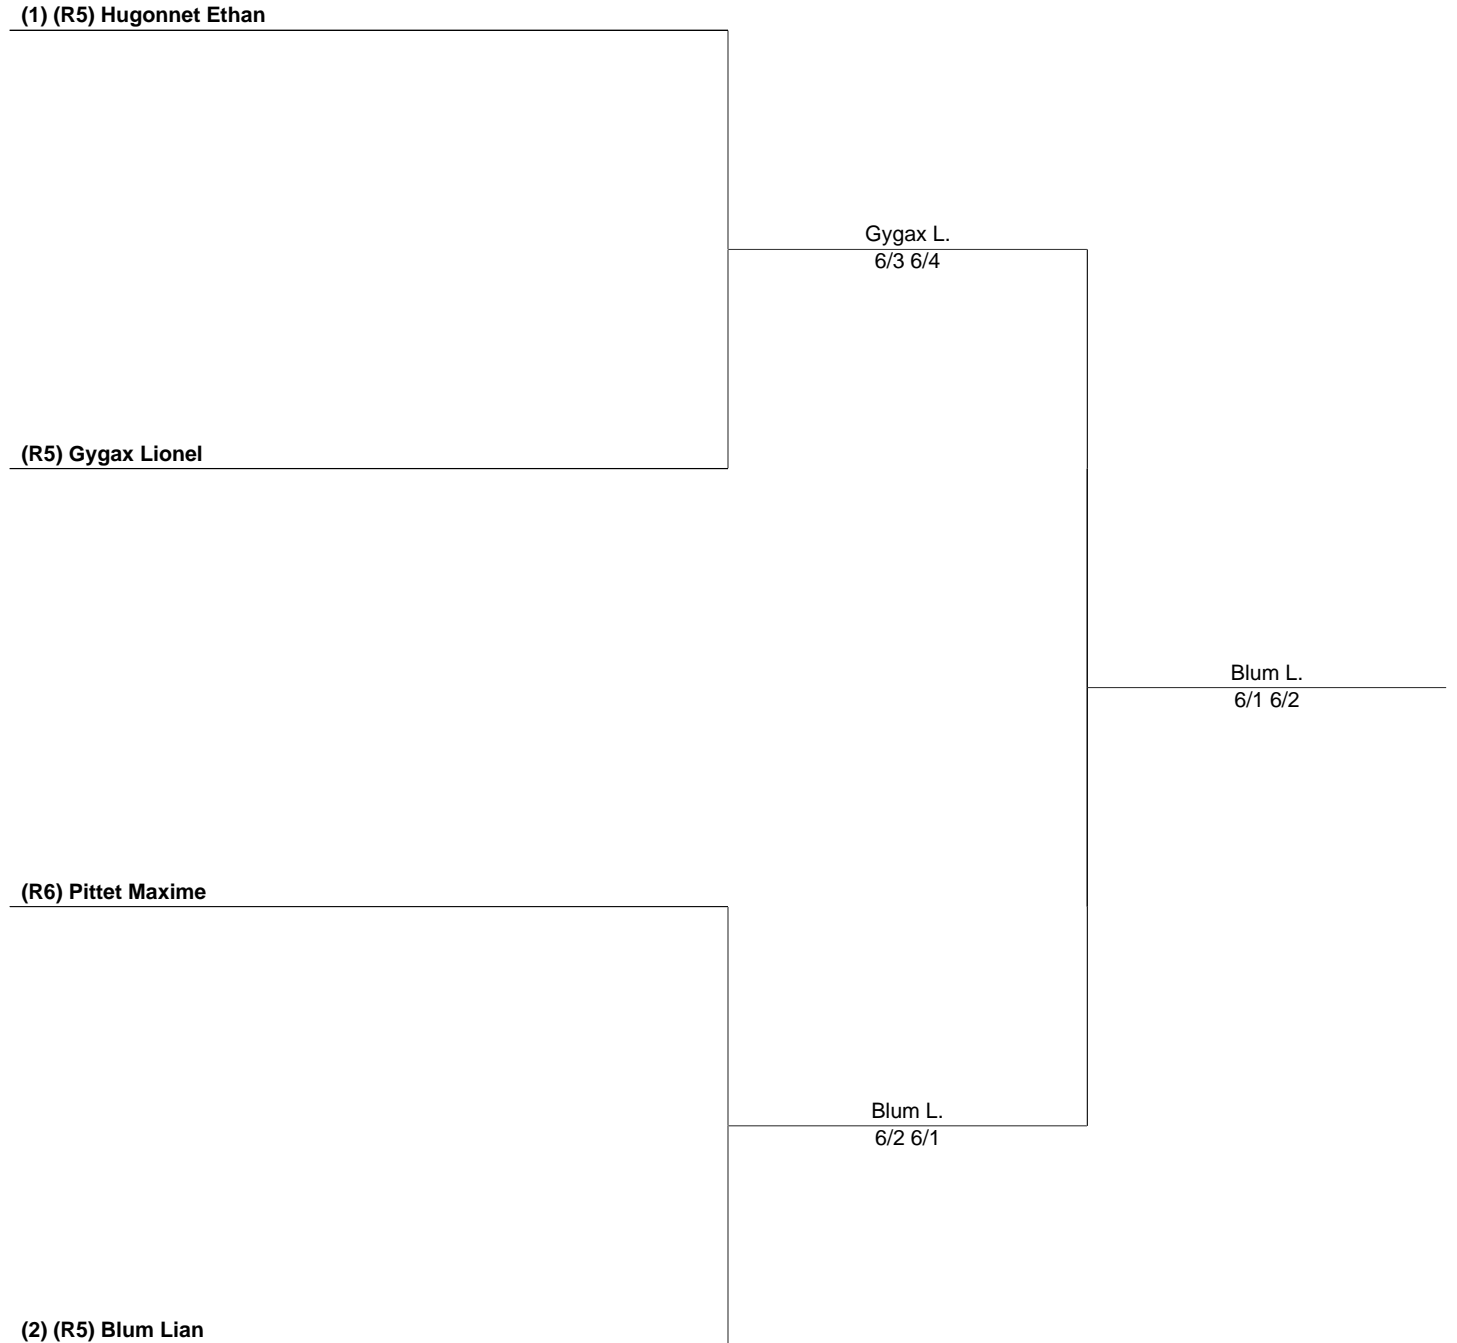 (1) (R5) Hugonnet Ethan
Gygax L.
6/3 6/4
(R5) Gygax Lionel
Blum L.
6/1 6/2
(R6) Pittet Maxime
Blum L.
6/2 6/1
(2) (R5) Blum Lian